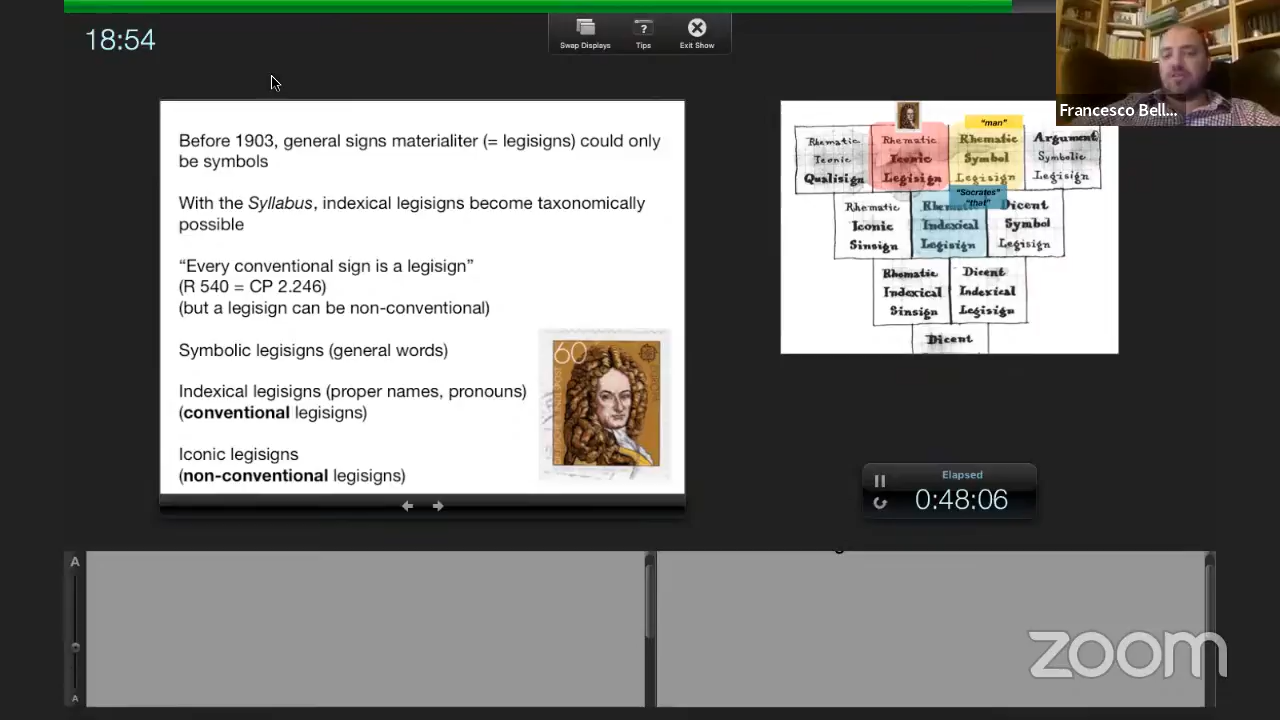 18:54
Swap Displays
Tips
Exit Show
Francesco Bell...
Before 1903, general signs materialiter (= legisigns) could only
be symbols
With the Syllabus, indexical legisigns become taxonomically
possible
“Every conventional sign is a legisign”
(R 540 = CP 2.246)
(but a legisign can be non-conventional)
Symbolic legisigns (general words)
Indexical legisigns (proper names, pronouns)
(conventional legisigns)
Iconic legisigns
(non-conventional legisigns)
60
“man”
Rhematic
Iconic
Qualisign
Rhematic
Iconic
Legisign
Rhematic
Symbol
Legisign
Argument
Symbolic
Legisign
“Socrates”
“that”
Rhematic
Iconic
Sinsign
Indexical
Legisign
Dicent
Symbol
Legisign
Rhematic
Indexical
Sinsign
Dicent
Indexical
Legisign
Dicent
Elapsed
0:48:06
A
A
zoom